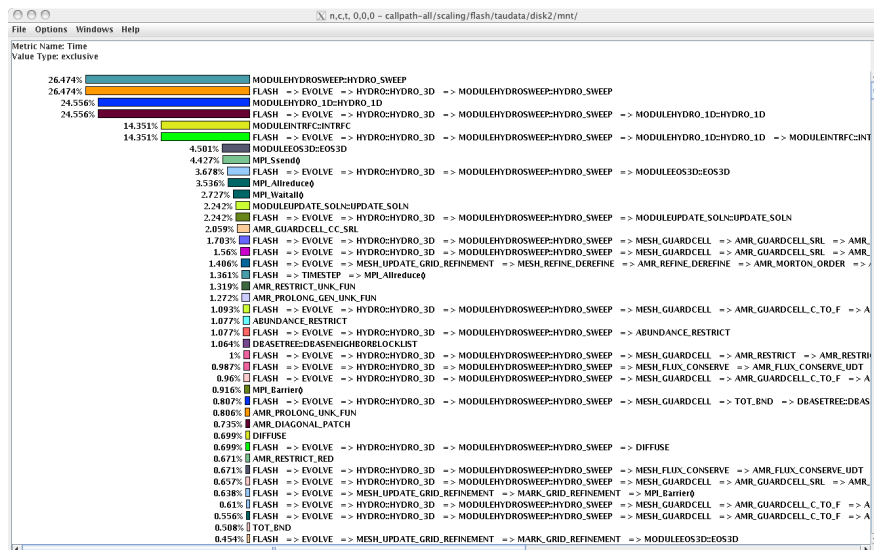 n,c,t, 0,0,0 – callpath-all/scaling/flash/taudata/disk2/mnt/
File Options Windows Help
Metric Name: Time
Value Type: exclusive
26.474% MODULEHYDROSWEEP::HYDRO_SWEEP
26.474% FLASH => EVOLVE => HYDRO::HYDRO_3D => MODULEHYDROSWEEP::HYDRO_SWEEP
24.556% MODULEHYDRO_1D::HYDRO_1D
24.556% FLASH => EVOLVE => HYDRO::HYDRO_3D => MODULEHYDROSWEEP::HYDRO_SWEEP => MODULEHYDRO_1D::HYDRO_1D
14.351% MODULEINTRFC::INTRFC
14.351% FLASH => EVOLVE => HYDRO::HYDRO_3D => MODULEHYDROSWEEP::HYDRO_SWEEP => MODULEHYDRO_1D::HYDRO_1D => MODULEINTRFC::INT
4.501% MODULEEOS3D::EOS3D
4.427% MPI_Ssend()
3.678% FLASH => EVOLVE => HYDRO::HYDRO_3D => MODULEHYDROSWEEP::HYDRO_SWEEP => MODULEEOS3D::EOS3D
3.536% MPI_Allreduce()
2.727% MPI_Waitall()
2.242% MODULEUPDATE_SOLN::UPDATE_SOLN
2.242% FLASH => EVOLVE => HYDRO::HYDRO_3D => MODULEHYDROSWEEP::HYDRO_SWEEP => MODULEUPDATE_SOLN::UPDATE_SOLN
2.059% AMR_GUARDCELL_CC_SRL
1.703% FLASH => EVOLVE => HYDRO::HYDRO_3D => MODULEHYDROSWEEP::HYDRO_SWEEP => MESH_GUARDCELL => AMR_GUARDCELL_SRL => AMR_
1.56% FLASH => EVOLVE => HYDRO::HYDRO_3D => MODULEHYDROSWEEP::HYDRO_SWEEP => MESH_GUARDCELL => AMR_GUARDCELL_SRL => AMR_
1.406% FLASH => EVOLVE => MESH_UPDATE_GRID_REFINEMENT => MESH_REFINE_DEREFINE => AMR_REFINE_DEREFINE => AMR_MORTON_ORDER =>
1.361% FLASH => TIMESTEP => MPI_Allreduce()
1.319% AMR_RESTRICT_UNK_FUN
1.272% AMR_PROLONG_GEN_UNK_FUN
1.093% FLASH => EVOLVE => HYDRO::HYDRO_3D => MODULEHYDROSWEEP::HYDRO_SWEEP => MESH_GUARDCELL => AMR_GUARDCELL_C_TO_F => A
1.077% ABUNDANCE_RESTRICT
1.077% FLASH => EVOLVE => HYDRO::HYDRO_3D => MODULEHYDROSWEEP::HYDRO_SWEEP => ABUNDANCE_RESTRICT
1.064% DBASETREE::DBASENEIGHBORBLOCKLIST
1% FLASH => EVOLVE => HYDRO::HYDRO_3D => MODULEHYDROSWEEP::HYDRO_SWEEP => MESH_GUARDCELL => AMR_RESTRICT => AMR_RESTRI
0.987% FLASH => EVOLVE => HYDRO::HYDRO_3D => MODULEHYDROSWEEP::HYDRO_SWEEP => MESH_FLUX_CONSERVE => AMR_FLUX_CONSERVE_UDT
0.96% FLASH => EVOLVE => HYDRO::HYDRO_3D => MODULEHYDROSWEEP::HYDRO_SWEEP => MESH_GUARDCELL => AMR_GUARDCELL_C_TO_F => A
0.916% MPI_Barrier()
0.807% FLASH => EVOLVE => HYDRO::HYDRO_3D => MODULEHYDROSWEEP::HYDRO_SWEEP => MESH_GUARDCELL => TOT_BND => DBASETREE::DBAS
0.806% AMR_PROLONG_UNK_FUN
0.735% AMR_DIAGONAL_PATCH
0.699% DIFFUSE
0.699% FLASH => EVOLVE => HYDRO::HYDRO_3D => MODULEHYDROSWEEP::HYDRO_SWEEP => DIFFUSE
0.671% AMR_RESTRICT_RED
0.671% FLASH => EVOLVE => HYDRO::HYDRO_3D => MODULEHYDROSWEEP::HYDRO_SWEEP => MESH_FLUX_CONSERVE => AMR_FLUX_CONSERVE_UDT
0.657% FLASH => EVOLVE => HYDRO::HYDRO_3D => MODULEHYDROSWEEP::HYDRO_SWEEP => MESH_GUARDCELL => AMR_GUARDCELL_SRL => AMR_
0.638% FLASH => EVOLVE => MESH_UPDATE_GRID_REFINEMENT => MARK_GRID_REFINEMENT => MPI_Barrier()
0.61% FLASH => EVOLVE => HYDRO::HYDRO_3D => MODULEHYDROSWEEP::HYDRO_SWEEP => MESH_GUARDCELL => AMR_GUARDCELL_C_TO_F => A
0.556% FLASH => EVOLVE => HYDRO::HYDRO_3D => MODULEHYDROSWEEP::HYDRO_SWEEP => MESH_GUARDCELL => AMR_GUARDCELL_C_TO_F => A
0.508% TOT_BND
0.454% FLASH => EVOLVE => MESH_UPDATE_GRID_REFINEMENT => MARK_GRID_REFINEMENT => MODULEEOS3D::EOS3D